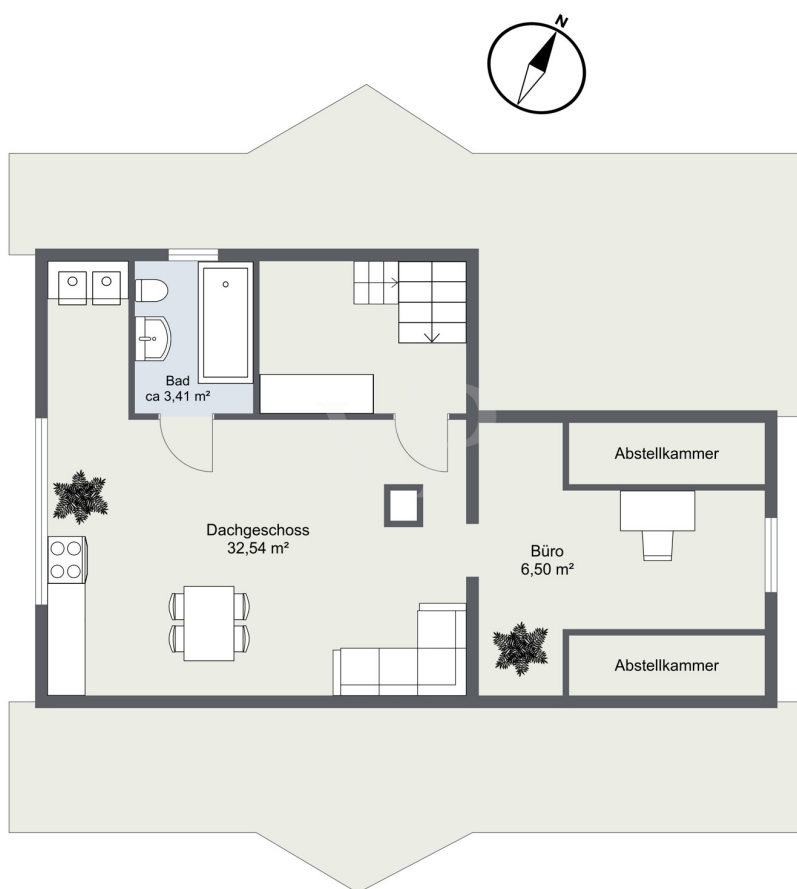 N
Bad
ca 3,41 m²
Abstellkammer
Dachgeschoss
32,54 m²
Büro
6,50 m²
Abstellkammer